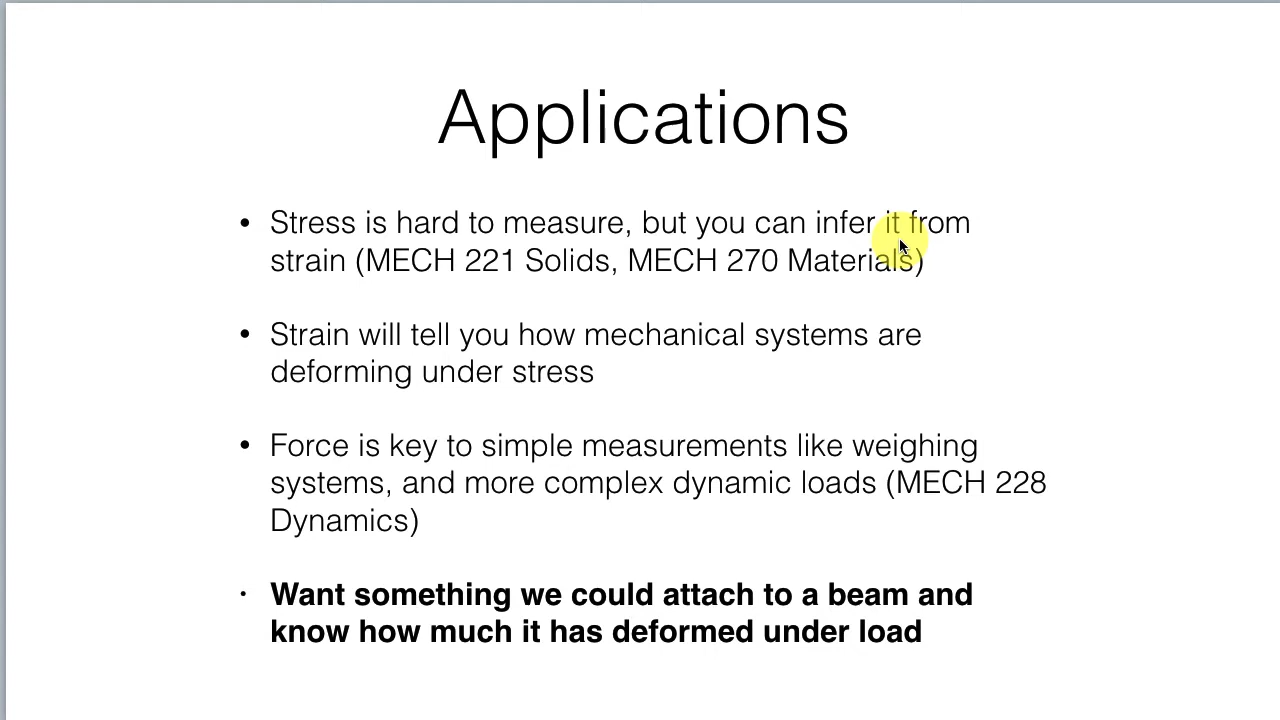 Applications
• Stress is hard to measure, but you can infer it from
strain (MECH 221 Solids, MECH 270 Materials)
• Strain will tell you how mechanical systems are
deforming under stress
• Force is key to simple measurements like weighing
systems, and more complex dynamic loads (MECH 228
Dynamics)
• Want something we could attach to a beam and
know how much it has deformed under load